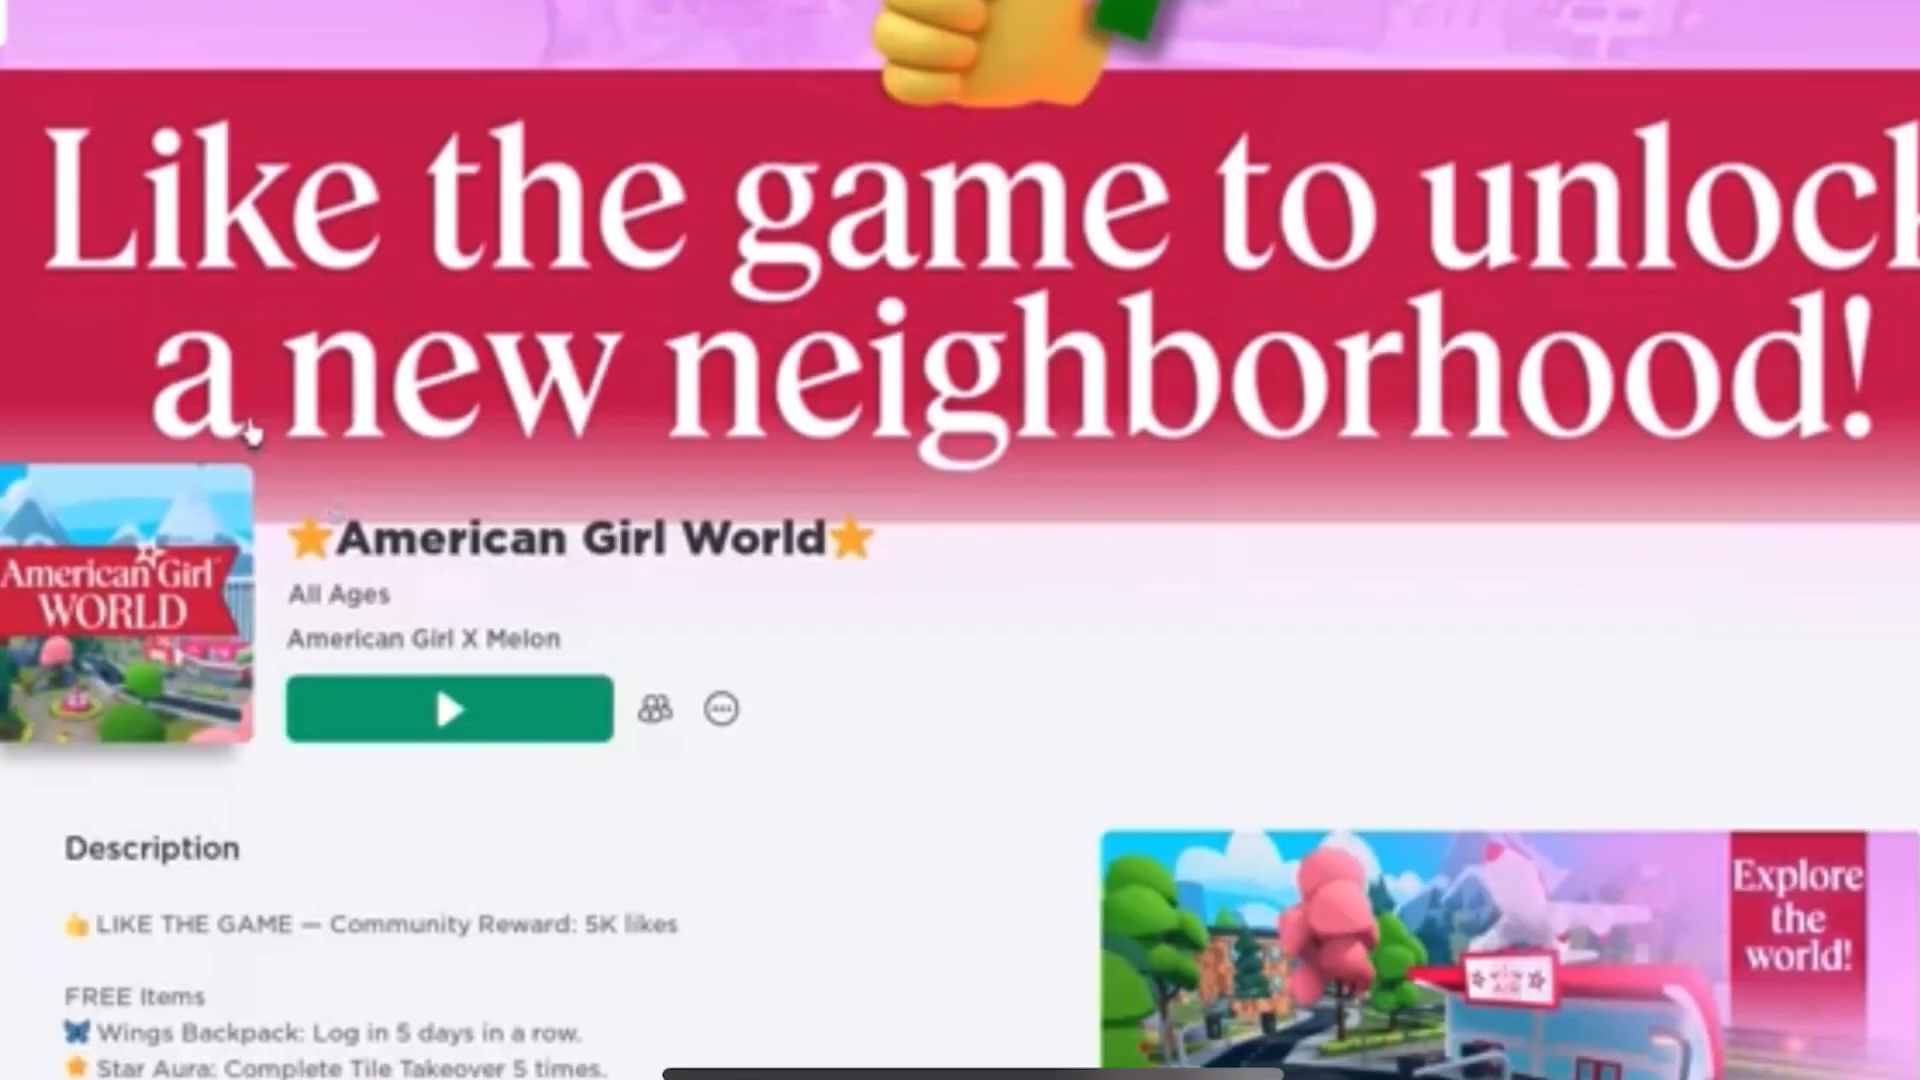 Like the game to unlock
a new neighborhood!
American Girl
WORLD
American Girl World
All Ages
American Girl X Melon
Description
LIKE THE GAME — Community Reward: 5K likes
FREE Items
Wings Backpack: Log in 5 days in a row.
Star Aura: Complete Tile Takeover 5 times.
Explore
the
world!